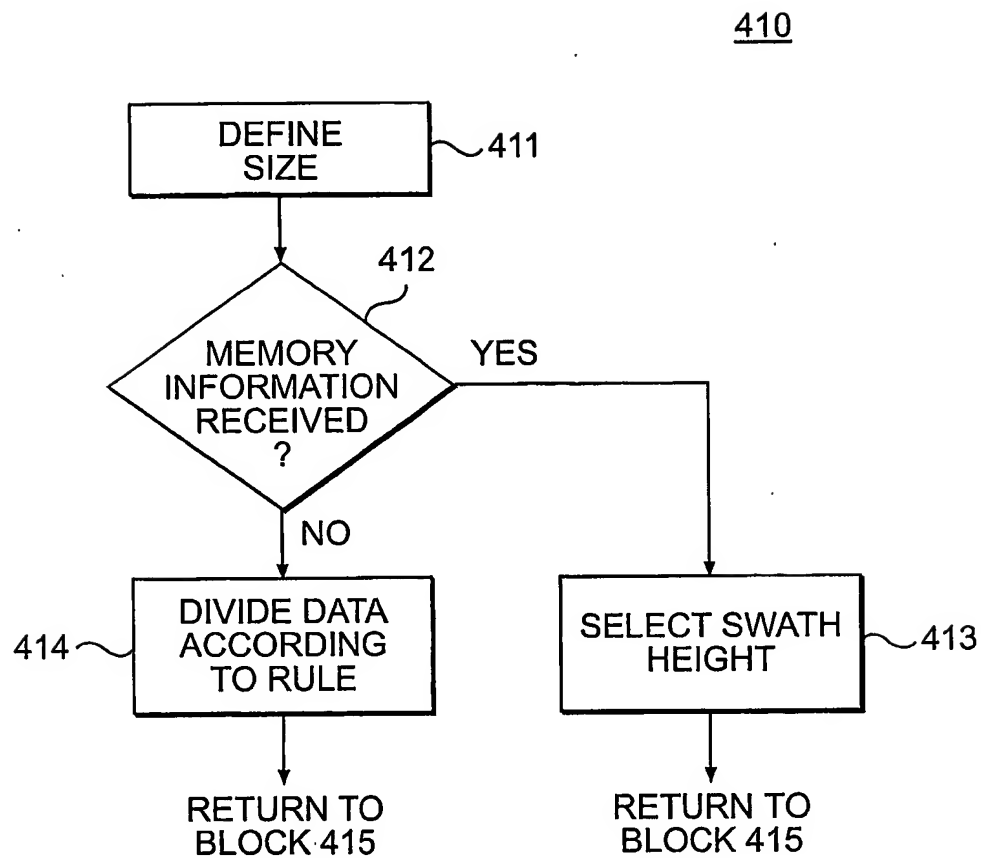 410
DEFINE
SIZE
411
412
MEMORY
INFORMATION
RECEIVED
?
YES
NO
DIVIDE DATA
ACCORDING
TO RULE
414
SELECT SWATH
HEIGHT
413
RETURN TO
BLOCK 415
RETURN TO
BLOCK 415